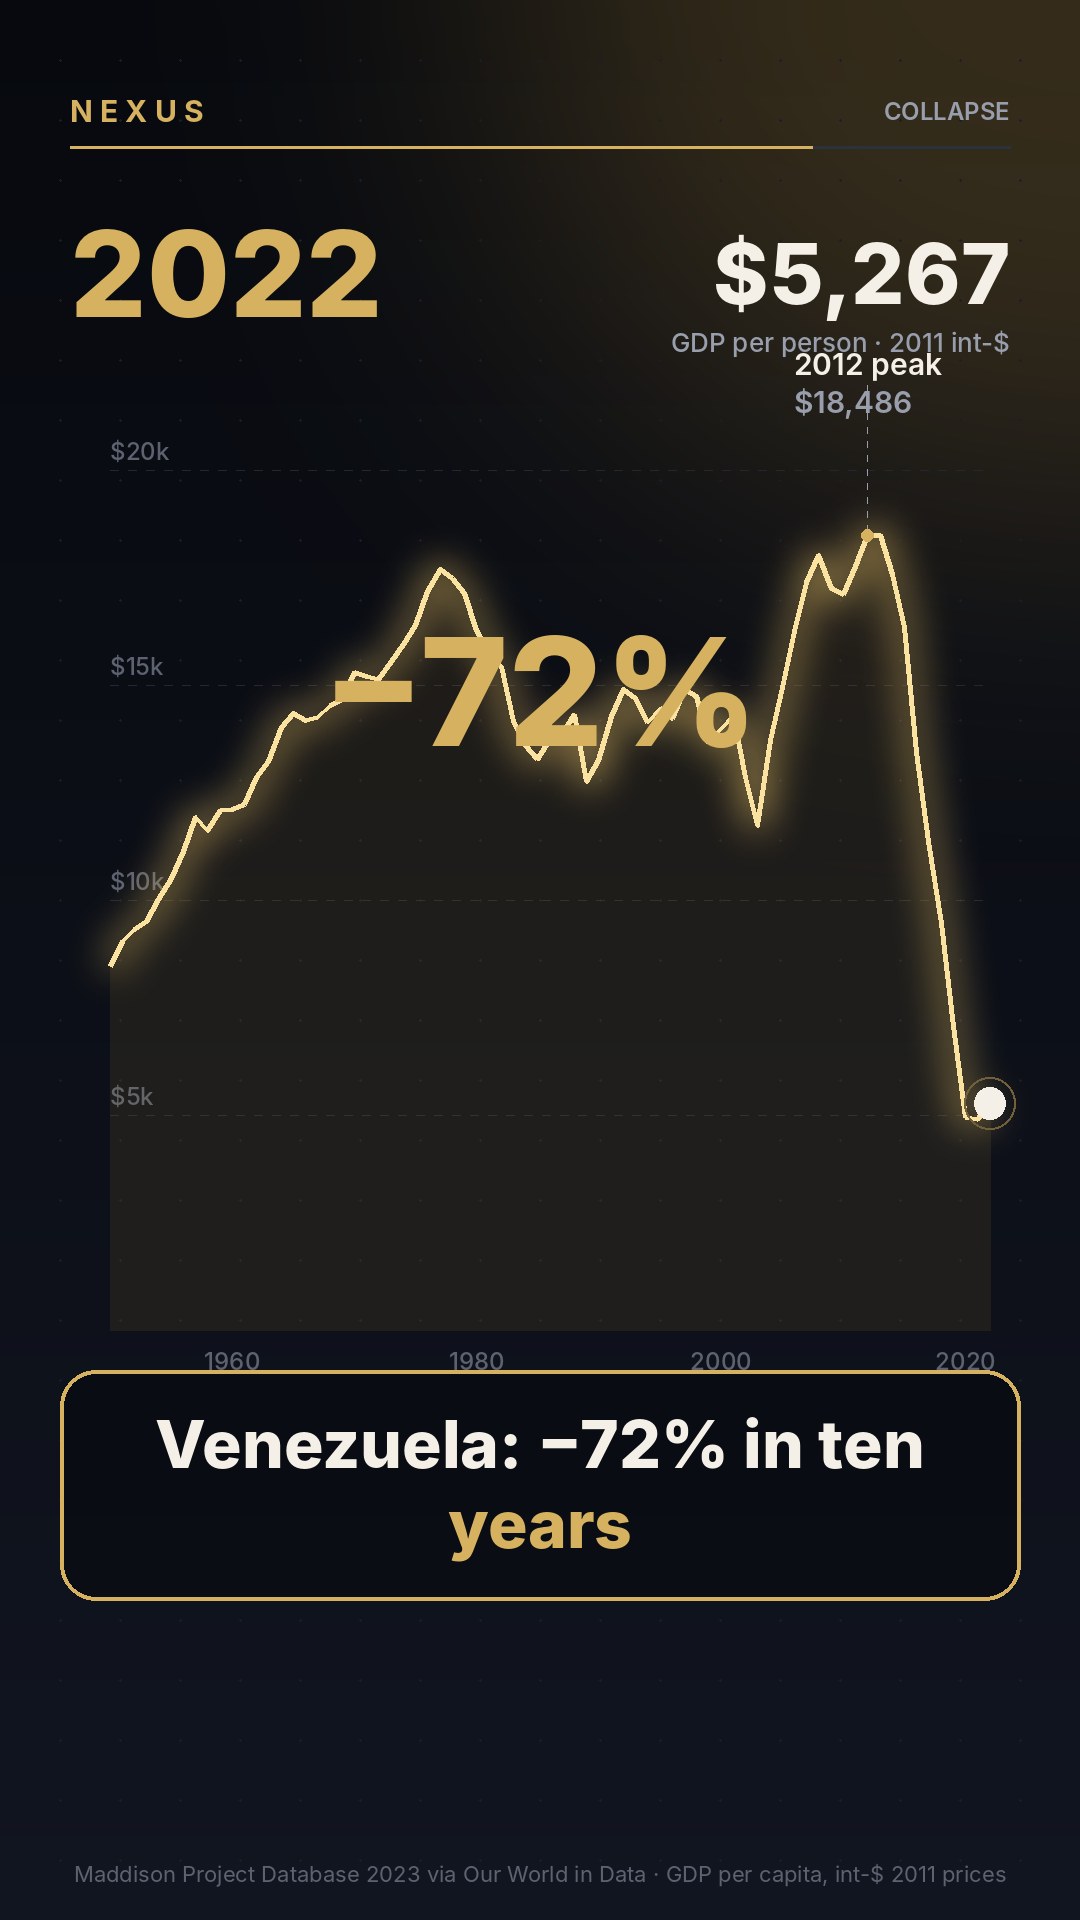 NEXUS
COLLAPSE
2022
$5,267
GDP per person · 2011 int-$
2012 peak
$18,486
$20k
−72%
$15k
$10k
$5k
1960 1980 2000 2020
Venezuela: −72% in ten
years
Maddison Project Database 2023 via Our World in Data · GDP per capita, int-$ 2011 prices